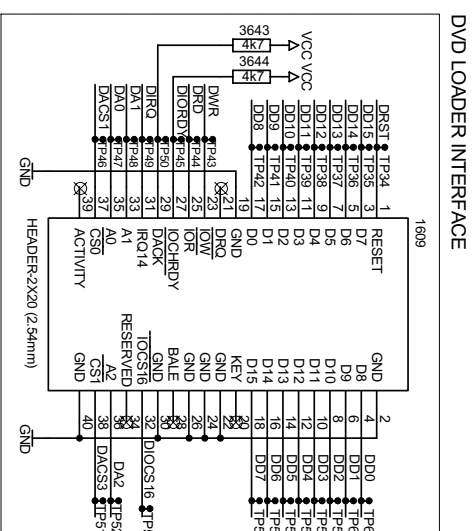 DVD LOADER INTERFACE
3643
4k7
VCC
3644
4k7
VCC
1609
DRST TP34 1 RESET
DD15 TP35 3 D7
DD14 TP36 5 D6
DD13 TP37 7 D5
DD12 TP38 9 D4
DD11 TP39 11 D3
DD10 TP40 13 D2
DD9 TP41 15 D1
DD8 TP42 17 D0
19 GND
21 DRQ
DWR TP43 23 IOW
DRD TP44 25 IOR
DIORDY TP45 27 IOCHRDY
TP50 29 DACK
DIRQ TP49 31 IRQ14
DA1 TP48 33 A1
DA0 TP47 35 A0
DACS1 TP46 37 CS0
39 ACTIVITY
GND
GND 2
D8 4 DD0
D9 6 DD1
D10 8 DD2
D11 10 DD3
D12 12 DD4
D13 14 DD5
D14 16 DD6
D15 18 DD7
KEY 20
GND 22
GND 24
GND 26
BALE 28
GND 30
IOCS16 32 DIOCS16
RESERVED 34
A2 36 DA2
CS1 38 DACS3
GND 40
GND
HEADER-2X20 (2.54mm)